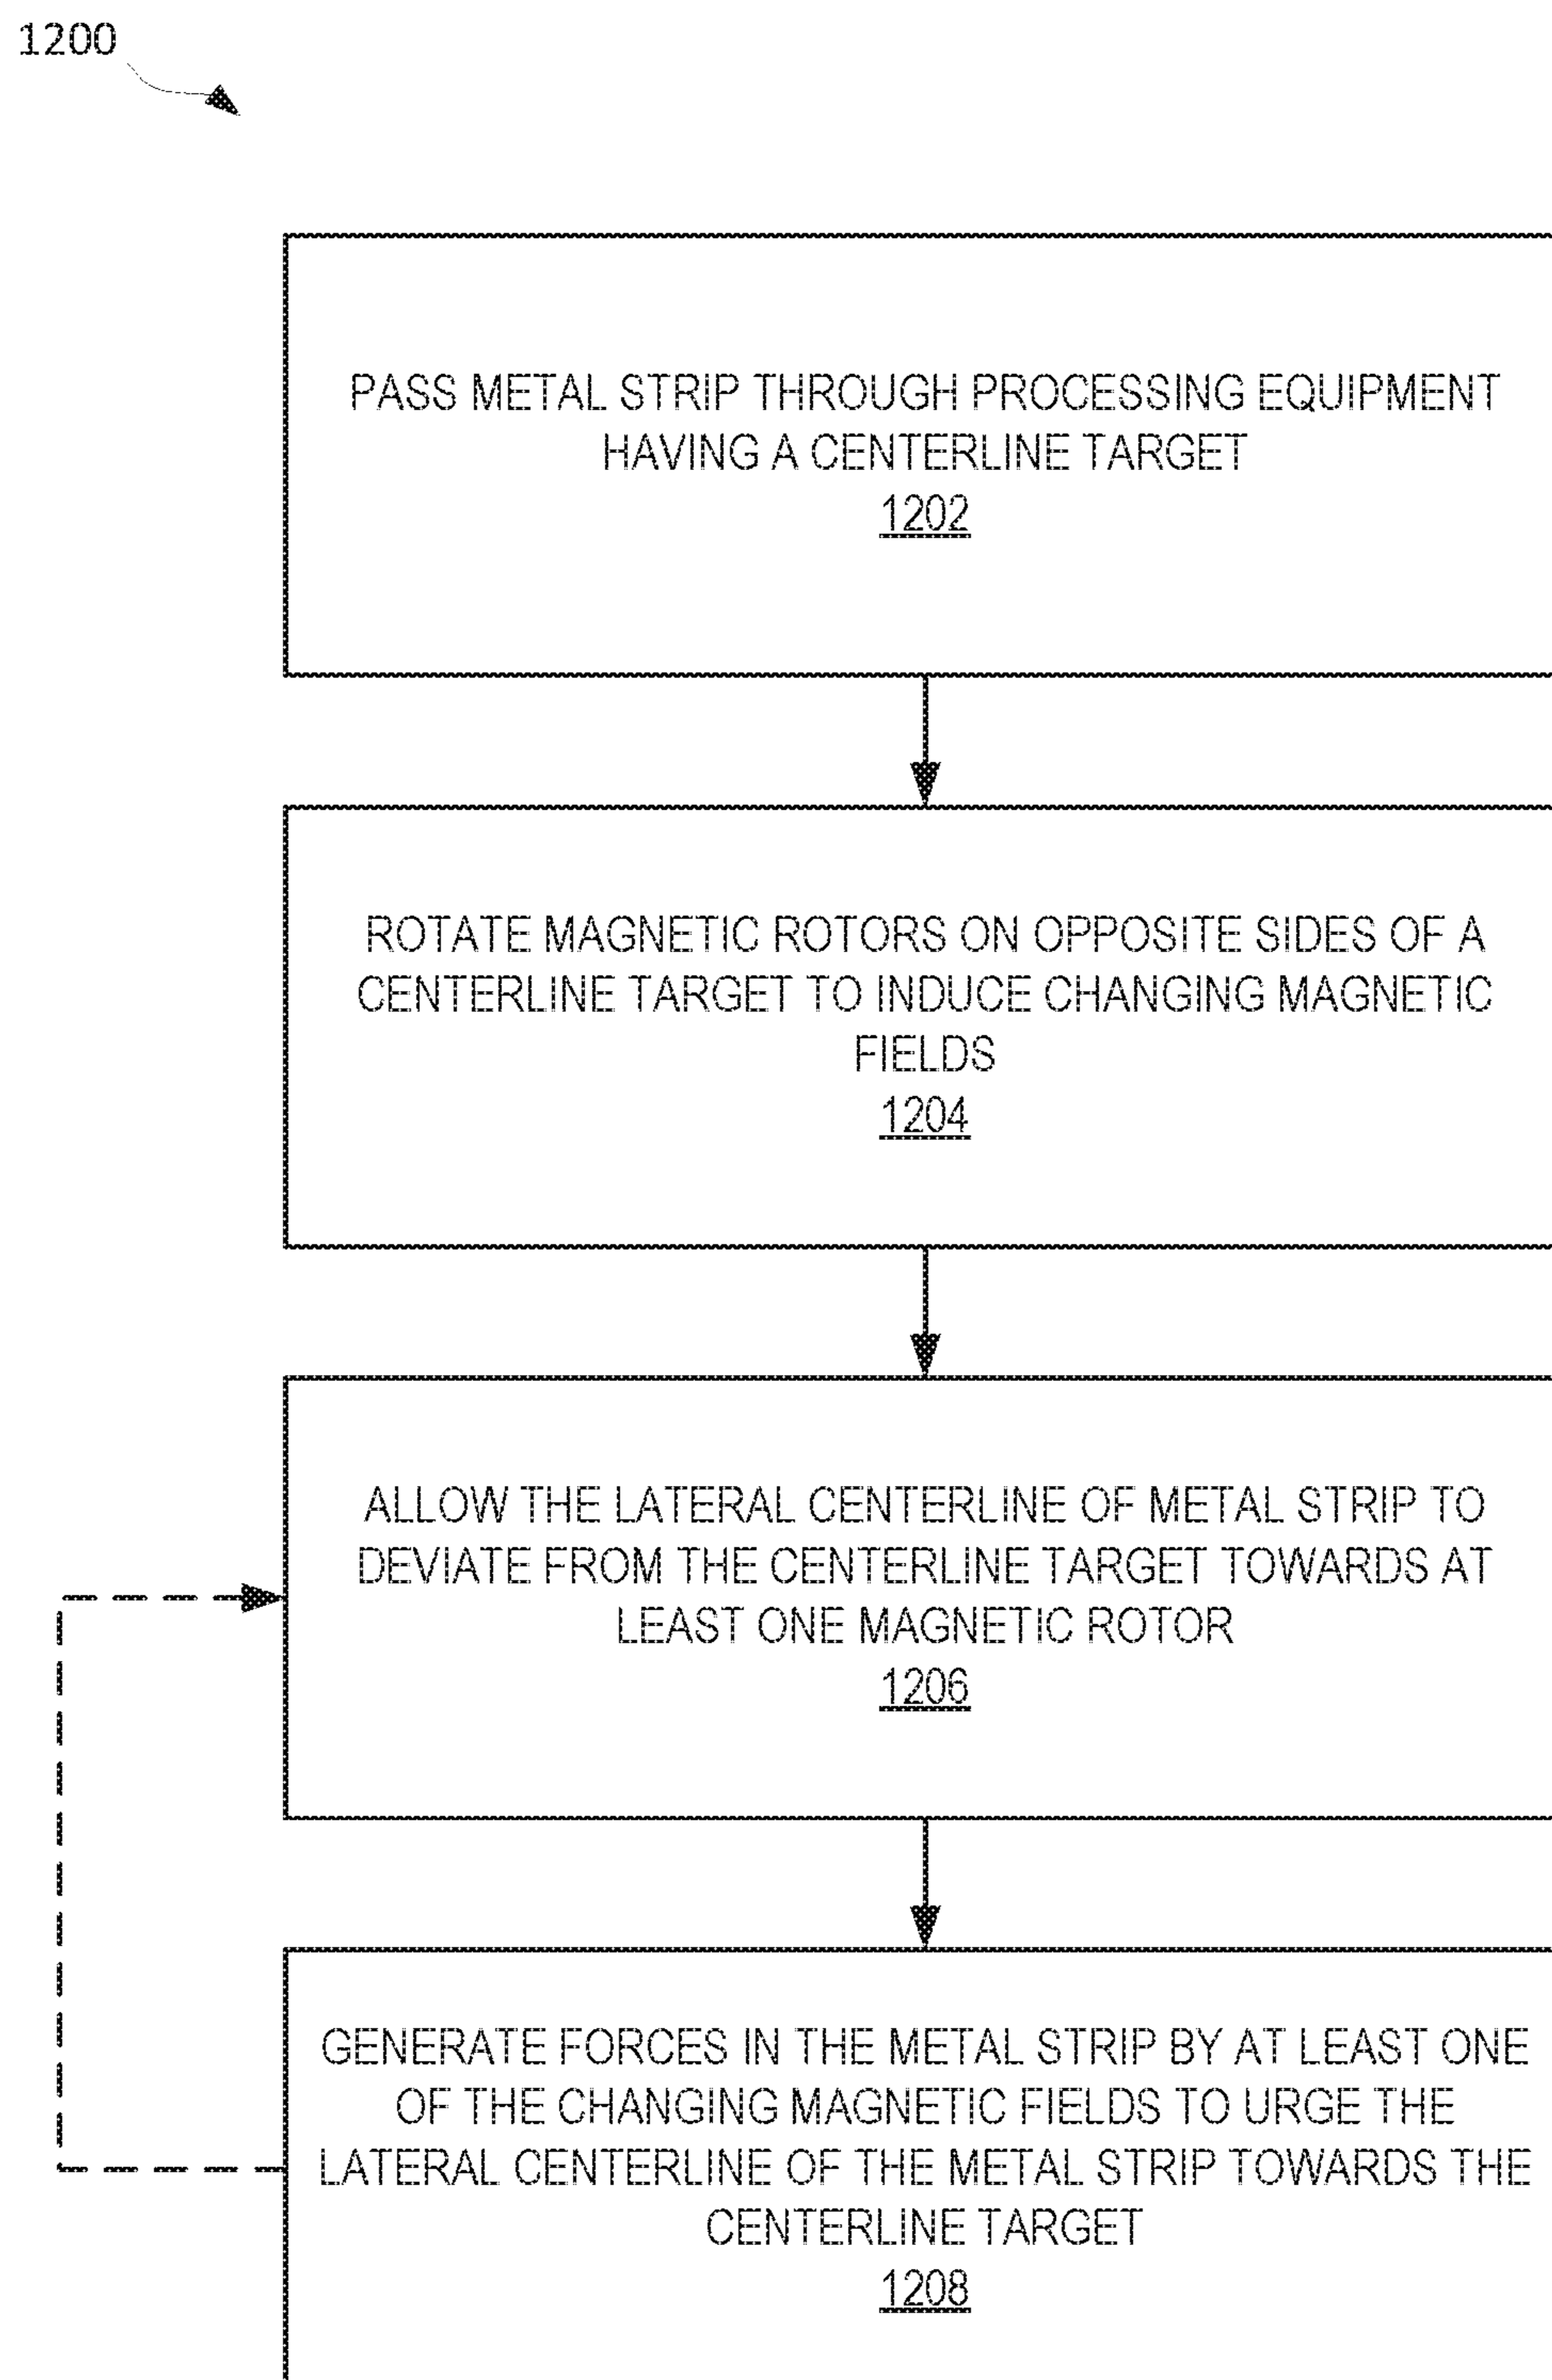 1200
PASS METAL STRIP THROUGH PROCESSING EQUIPMENT
HAVING A CENTERLINE TARGET
1202
ROTATE MAGNETIC ROTORS ON OPPOSITE SIDES OF A
CENTERLINE TARGET TO INDUCE CHANGING MAGNETIC
FIELDS
1204
ALLOW THE LATERAL CENTERLINE OF METAL STRIP TO
DEVIATE FROM THE CENTERLINE TARGET TOWARDS AT
LEAST ONE MAGNETIC ROTOR
1206
GENERATE FORCES IN THE METAL STRIP BY AT LEAST ONE
OF THE CHANGING MAGNETIC FIELDS TO URGE THE
LATERAL CENTERLINE OF THE METAL STRIP TOWARDS THE
CENTERLINE TARGET
1208